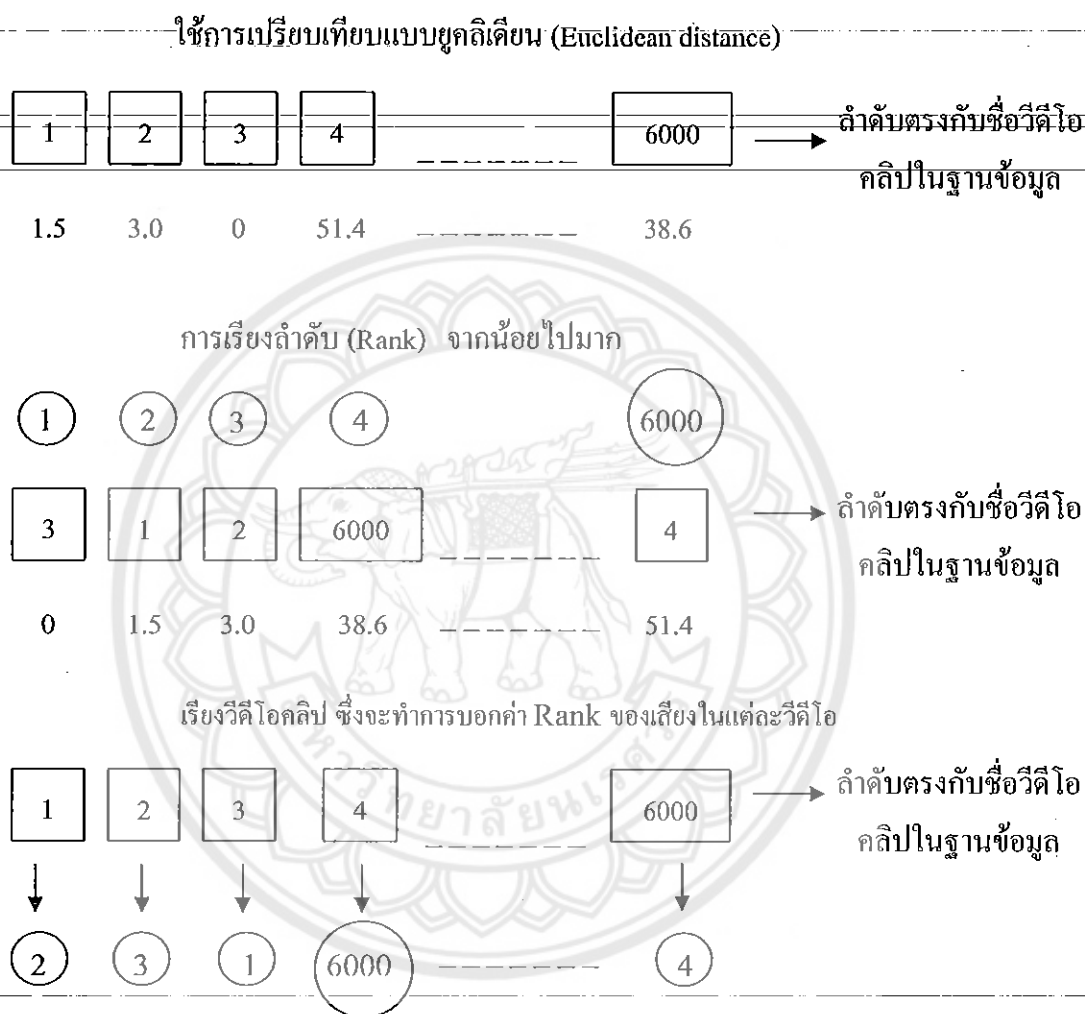 ใช้การเปรียบเทียบแบบยูคลิเดียน (Euclidean distance)
1 2 3 4 6000 ลำดับตรงกับชื่อวีดีโอ
คลิปในฐานข้อมูล
1.5 3.0 0 51.4 38.6
การเรียงลำดับ (Rank) จากน้อยไปมาก
1 2 3 4 6000
3 1 2 6000 4 ลำดับตรงกับชื่อวีดีโอ
คลิปในฐานข้อมูล
0 1.5 3.0 38.6 51.4
เรียงวีดีโอคลิป ซึ่งจะทำการบอกค่า Rank ของเสียงในแต่ละวีดีโอ
1 2 3 4 6000 ลำดับตรงกับชื่อวีดีโอ
คลิปในฐานข้อมูล
2 3 1 6000 4